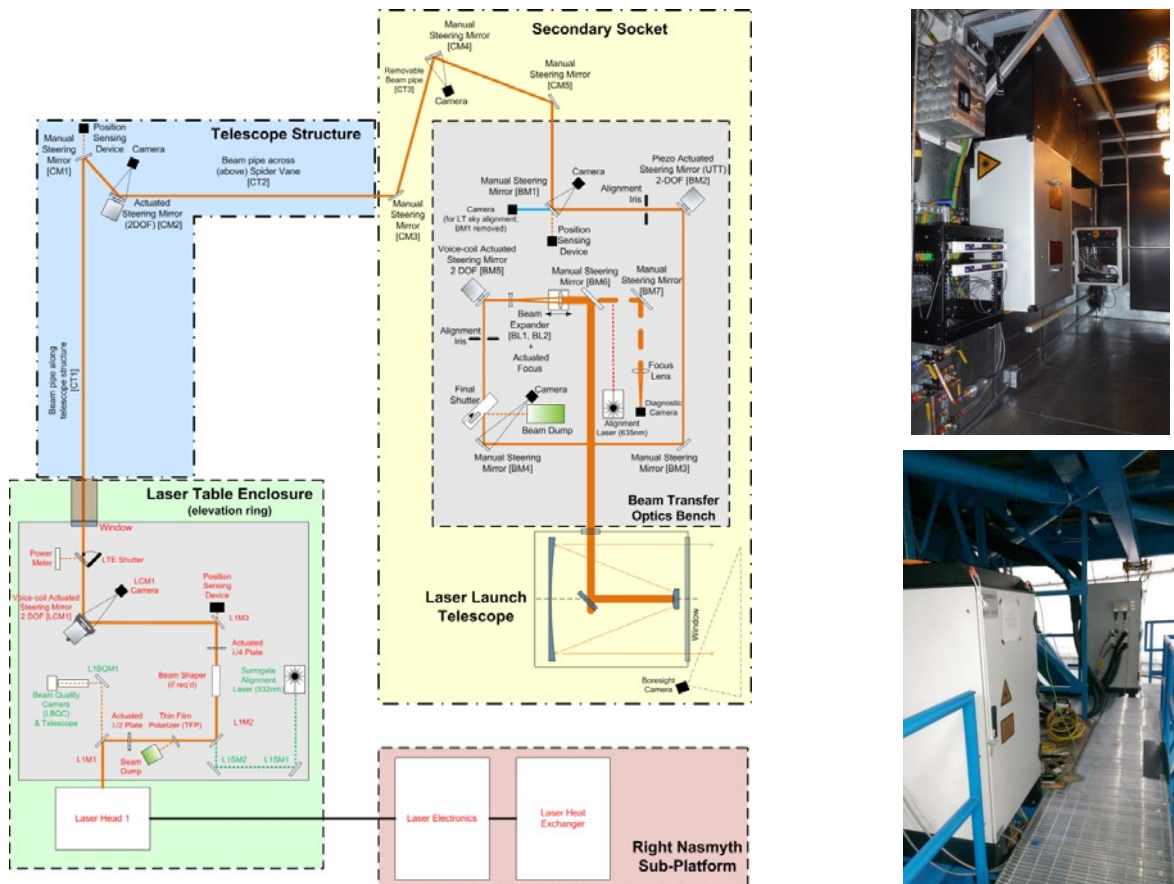 Secondary Socket
Manual
Steering Mirror
[CM4]
Removable
Beam pipe
[CT3]
Camera
Manual
Steering Mirror
[CM5]
Telescope Structure
Position
Sensing
Device
Camera
Manual
Steering
Mirror
[CM1]
Actuated
Steering Mirror
(2DOF) [CM2]
Beam pipe across
(above) Spider Vane
[CT2]
Manual
Steering
Mirror
[CM3]
Beam pipe along
telescope structure
[CT1]
Piezo Actuated
Steering Mirror (UTT)
2-DOF [BM2]
Camera
Manual Steering
Mirror [BM1]
Alignment
Iris
Camera
(for LT sky alignment:
BM1 removed)
Position
Sensing
Device
Voice-coil Actuated
Steering Mirror
2 DOF [BM5]
Manual Steering
Mirror [BM6]
Manual
Steering Mirror
[BM7]
Beam
Expander
[BL1, BL2]
+
Actuated
Focus
Alignment
Iris
Focus
Lens
Final
Shutter
Camera
Diagnostic
Camera
Beam Dump
Alignment
Laser (635nm)
Manual Steering
Mirror [BM4]
Manual Steering
Mirror [BM3]
Beam Transfer
Optics Bench
Laser Launch
Telescope
Window
Boresight
Camera
Laser Table Enclosure
(elevation ring)
Window
Power
Meter
LTE Shutter
LCM1
Camera
Position
Sensing
Device
Voice-coil Actuated
Steering Mirror
2 DOF [LCM1]
L1M3
Actuated
λ/4 Plate
L1BQM1
Beam Shaper
(if req'd)
Surrogate
Alignment
Laser (532nm)
Beam Quality
Camera
(LBQC)
& Telescope
Actuated
λ/2 Plate
Thin Film
Polarizer (TFP)
L1M2
L1M1
Beam
Dump
L1SM2
L1SM1
Laser Head 1
Laser Electronics
Laser Heat
Exchanger
Right Nasmyth
Sub-Platform